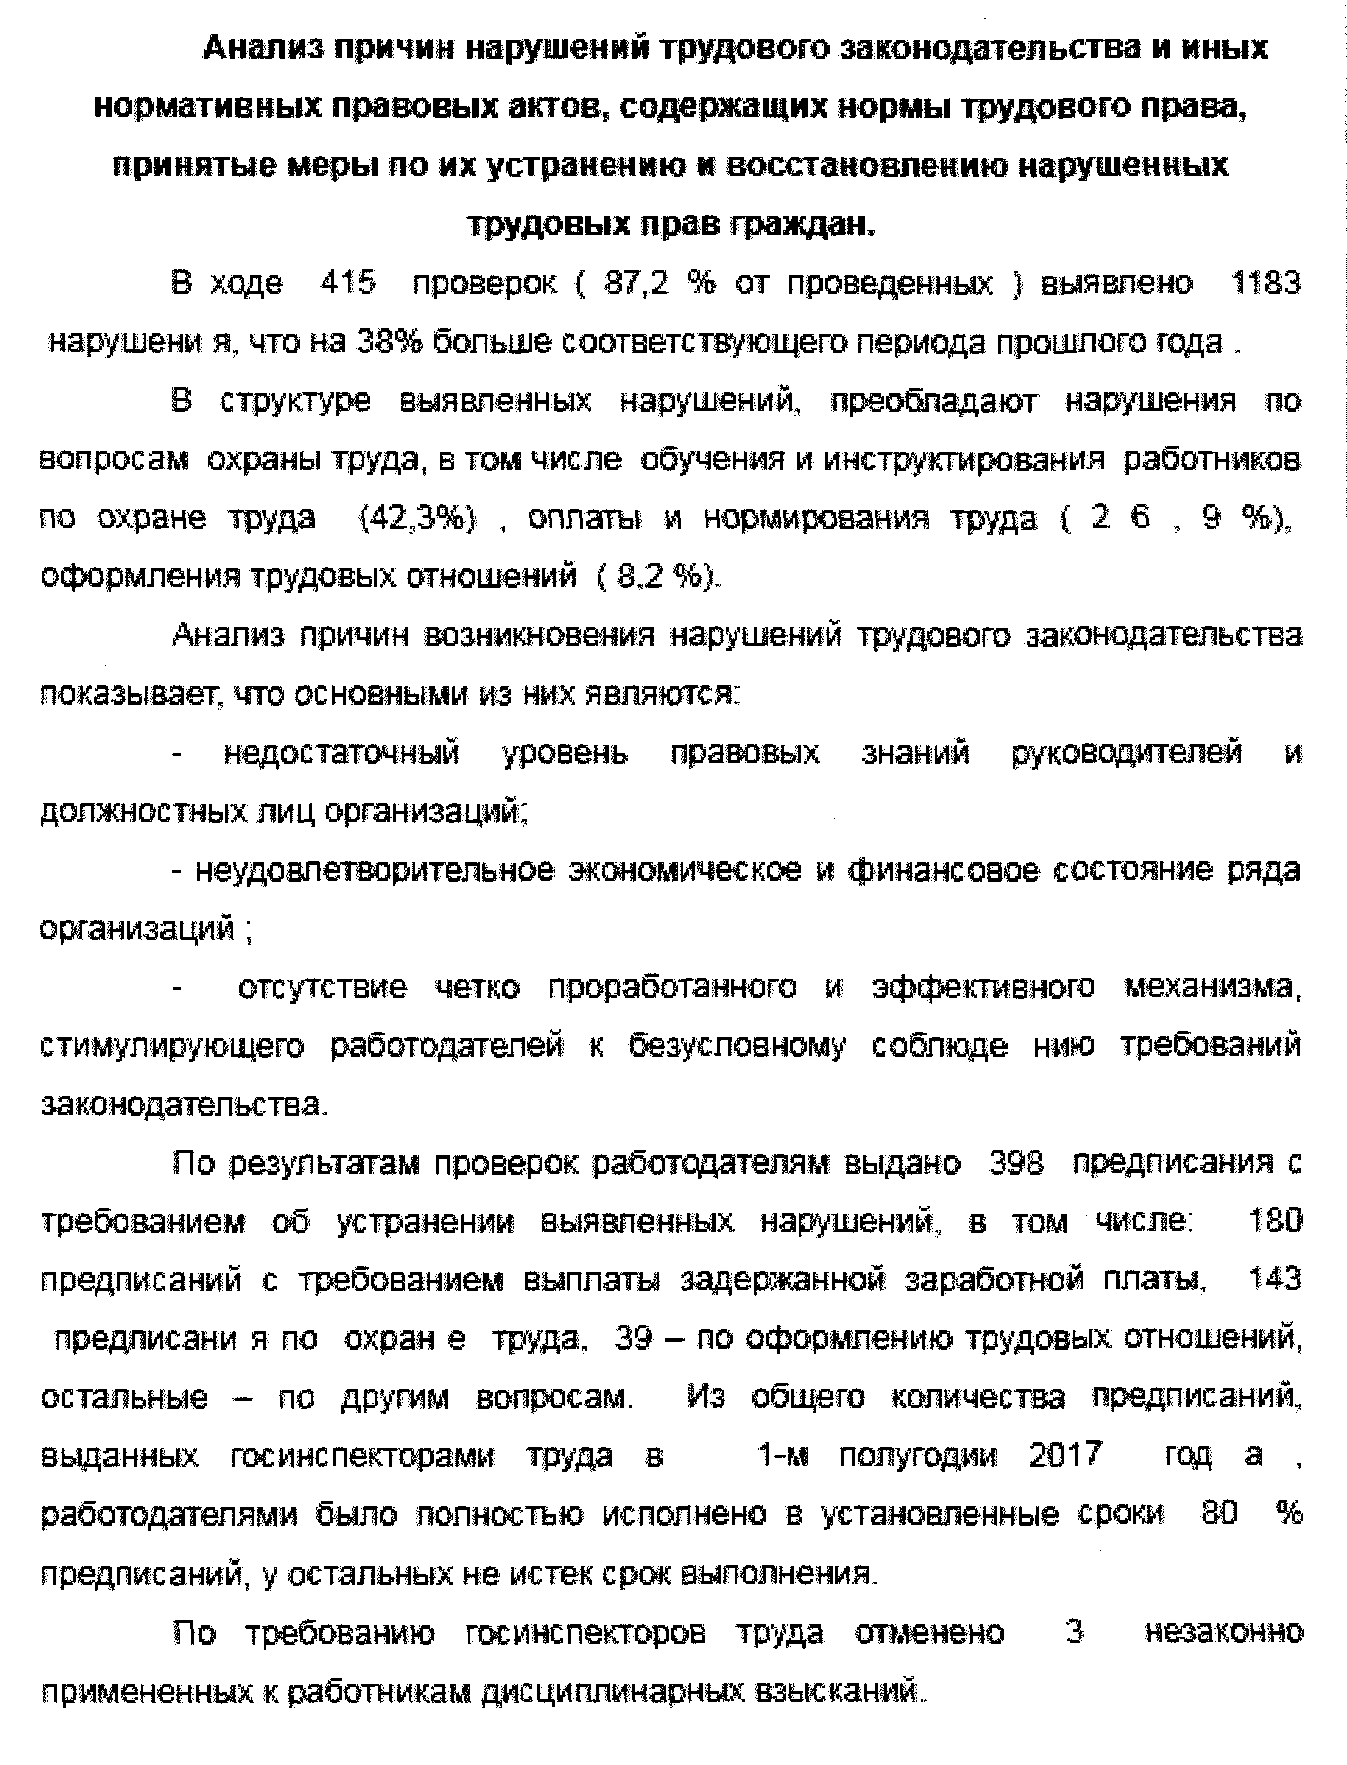 Анализ причин нарушений трудового законодательства и иных
нормативных правовых актов, содержащих нормы трудового права,
принятые меры по их устранению и восстановлению нарушенных
трудовых прав граждан.
В ходе 415 проверок ( 87,2 % от проведенных ) выявлено 1183
нарушени я, что на 38% больше соответствующего периода прошлого года .
В структуре выявленных нарушений, преобладают нарушения по
вопросам охраны труда, в том числе обучения и инструктирования работников
по охране труда (42,3%) , оплаты и нормирования труда ( 2 6 , 9 %),
оформления трудовых отношений ( 8,2 %).
Анализ причин возникновения нарушений трудового законодательства
показывает, что основными из них являются:
- недостаточный уровень правовых знаний руководителей и
должностных лиц организаций;
- неудовлетворительное экономическое и финансовое состояние ряда
организаций ;
- отсутствие четко проработанного и эффективного механизма,
стимулирующего работодателей к безусловному соблюде нию требований
законодательства.
По результатам проверок работодателям выдано 398 предписания с
требованием об устранении выявленных нарушений, в том числе: 180
предписаний с требованием выплаты задержанной заработной платы, 143
предписани я по охран е труда, 39 – по оформлению трудовых отношений,
остальные – по другим вопросам. Из общего количества предписаний,
выданных госинспекторами труда в 1-м полугодии 2017 год а ,
работодателями было полностью исполнено в установленные сроки 80 %
предписаний, у остальных не истек срок выполнения.
По требованию госинспекторов труда отменено 3 незаконно
примененных к работникам дисциплинарных взысканий.